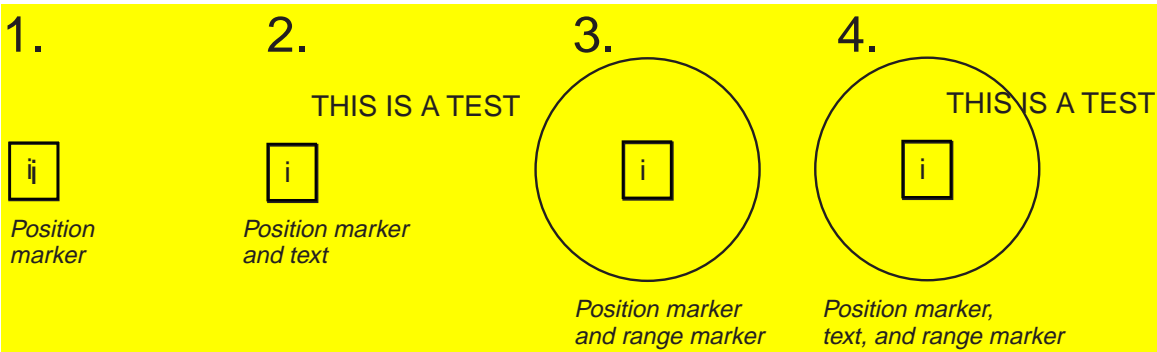 1.
2.
3.
4.
THIS IS A TEST
THIS IS A TEST
i
i
i
Position
marker
Position marker
and text
Position marker
and range marker
Position marker,
text, and range marker